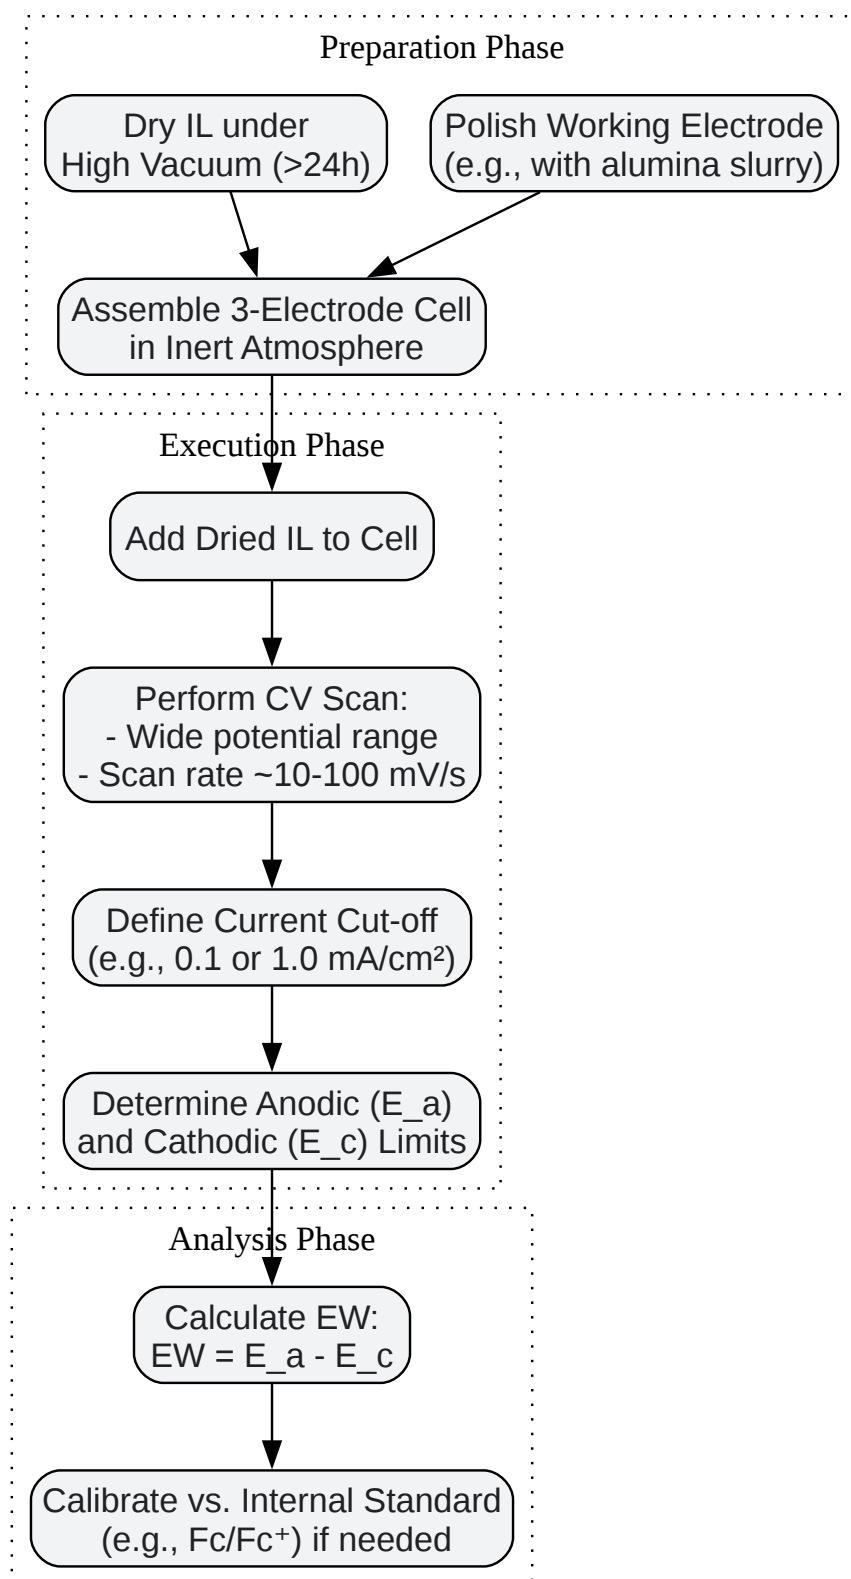 Preparation Phase
Dry IL under
High Vacuum (>24h)
Polish Working Electrode
(e.g., with alumina slurry)
Assemble 3-Electrode Cell
in Inert Atmosphere
Execution Phase
Add Dried IL to Cell
Perform CV Scan:
- Wide potential range
- Scan rate ~10-100 mV/s
Define Current Cut-off
(e.g., 0.1 or 1.0 mA/cm²)
Determine Anodic (E_a)
and Cathodic (E_c) Limits
Analysis Phase
Calculate EW:
EW = E_a - E_c
Calibrate vs. Internal Standard
(e.g., Fc/Fc⁺) if needed